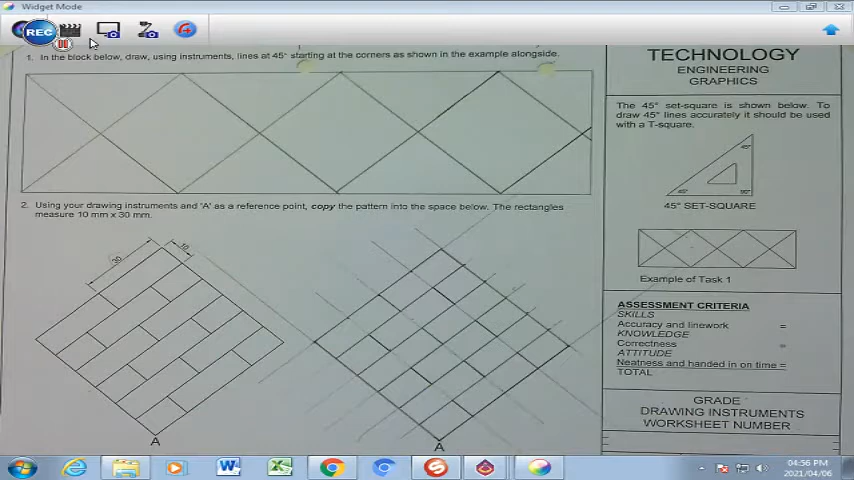 Widget Mode
REC
1. In the block below, draw, using instruments, lines at 45° starting at the corners as shown in the example alongside.
2. Using your drawing instruments and 'A' as a reference point, copy the pattern into the space below. The rectangles
measure 10 mm x 30 mm.
30
10
A
A
TECHNOLOGY
ENGINEERING
GRAPHICS
The 45° set-square is shown below. To
draw 45° lines accurately it should be used
with a T-square.
45°
45°
90°
45° SET-SQUARE
Example of Task 1
ASSESSMENT CRITERIA
SKILLS
Accuracy and linework =
KNOWLEDGE
Correctness =
ATTITUDE
Neatness and handed in on time =
TOTAL
GRADE
DRAWING INSTRUMENTS
WORKSHEET NUMBER
04:56 PM
2021/04/06